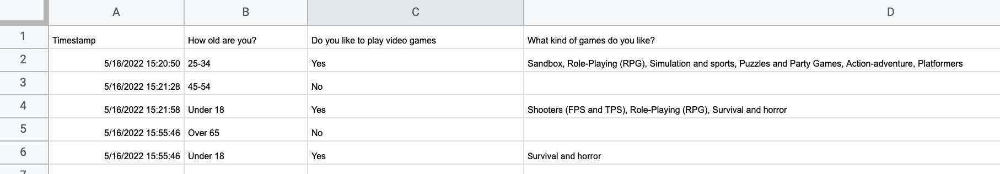 A B C D
1 Timestamp How old are you? Do you like to play video games What kind of games do you like?
2 5/16/2022 15:20:50 25-34 Yes Sandbox, Role-Playing (RPG), Simulation and sports, Puzzles and Party Games, Action-adventure, Platformers
3 5/16/2022 15:21:28 45-54 No
4 5/16/2022 15:21:58 Under 18 Yes Shooters (FPS and TPS), Role-Playing (RPG), Survival and horror
5 5/16/2022 15:55:46 Over 65 No
6 5/16/2022 15:55:46 Under 18 Yes Survival and horror
7